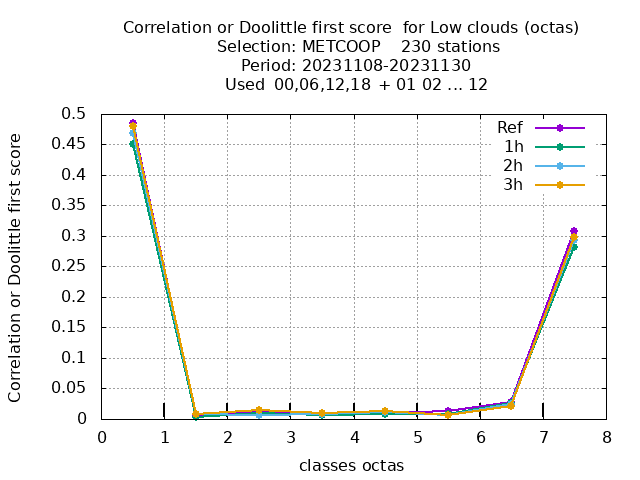 Correlation or Doolittle first score  for Low clouds (octas)
Selection: METCOOP    230 stations
Period: 20231108-20231130
Used  00,06,12,18  + 01 02 ... 12
Correlation or Doolittle first score
0.5
0.45
0.4
0.35
0.3
0.25
0.2
0.15
0.1
0.05
0
Ref
1h
2h
3h
0 1 2 3 4 5 6 7 8
classes octas